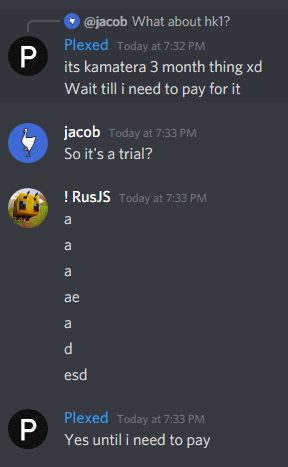 @jacob What about hk1?
P
Plexed Today at 7:32 PM
its kamatera 3 month thing xd
Wait till i need to pay for it
jacob Today at 7:33 PM
So it's a trial?
! RusJS Today at 7:33 PM
a
a
a
ae
a
d
esd
P
Plexed Today at 7:33 PM
Yes until i need to pay